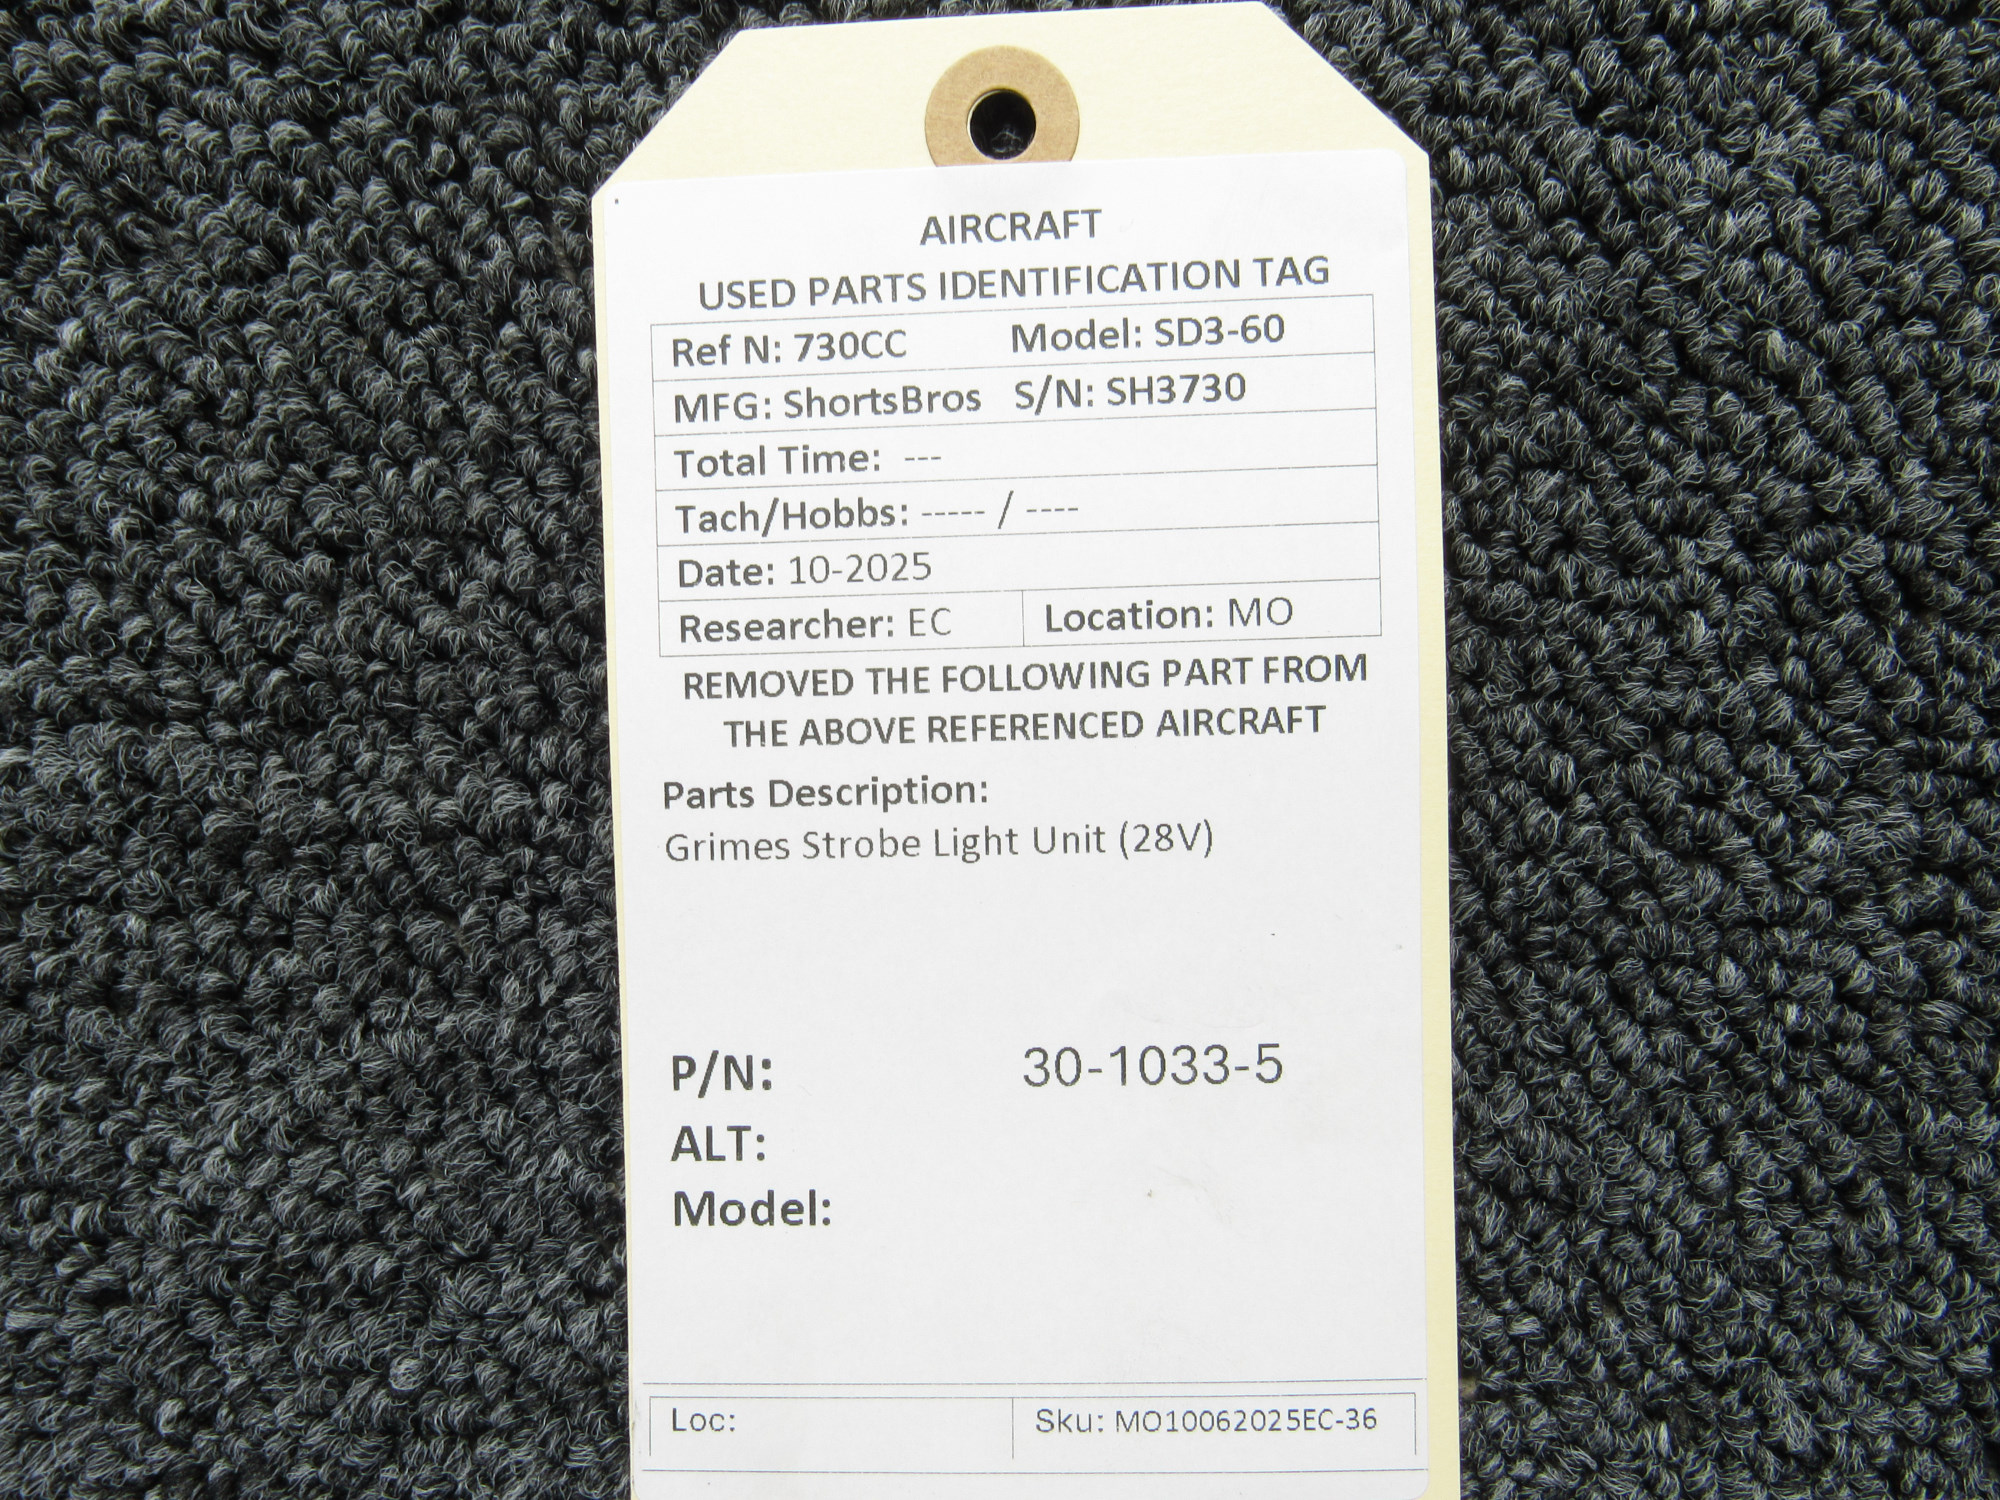 AIRCRAFT
USED PARTS IDENTIFICATION TAG
Ref N: 730CC Model: SD3-60
MFG: ShortsBros S/N: SH3730
Total Time: ---
Tach/Hobbs: ----- / ----
Date: 10-2025
Researcher: EC Location: MO
REMOVED THE FOLLOWING PART FROM
THE ABOVE REFERENCED AIRCRAFT
Parts Description:
Grimes Strobe Light Unit (28V)
P/N: 30-1033-5
ALT:
Model:
Loc: Sku: MO10062025EC-36